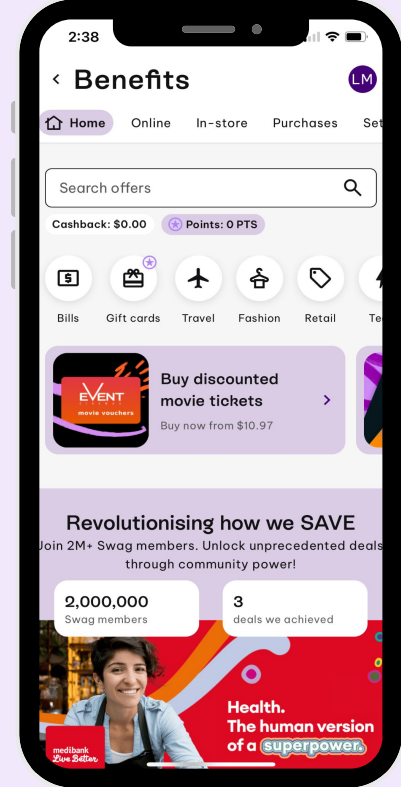 2:38
Benefits
LM
Home Online In-store Purchases Set
Search offers
Cashback: $0.00 Points: 0 PTS
Bills Gift cards Travel Fashion Retail Te
EVENT
movie vouchers
Buy discounted
movie tickets
Buy now from $10.97
Revolutionising how we SAVE
Join 2M+ Swag members. Unlock unprecedented deals
through community power!
2,000,000
Swag members
3
deals we achieved
Health.
The human version
of a superpower.
medibank
Live Better